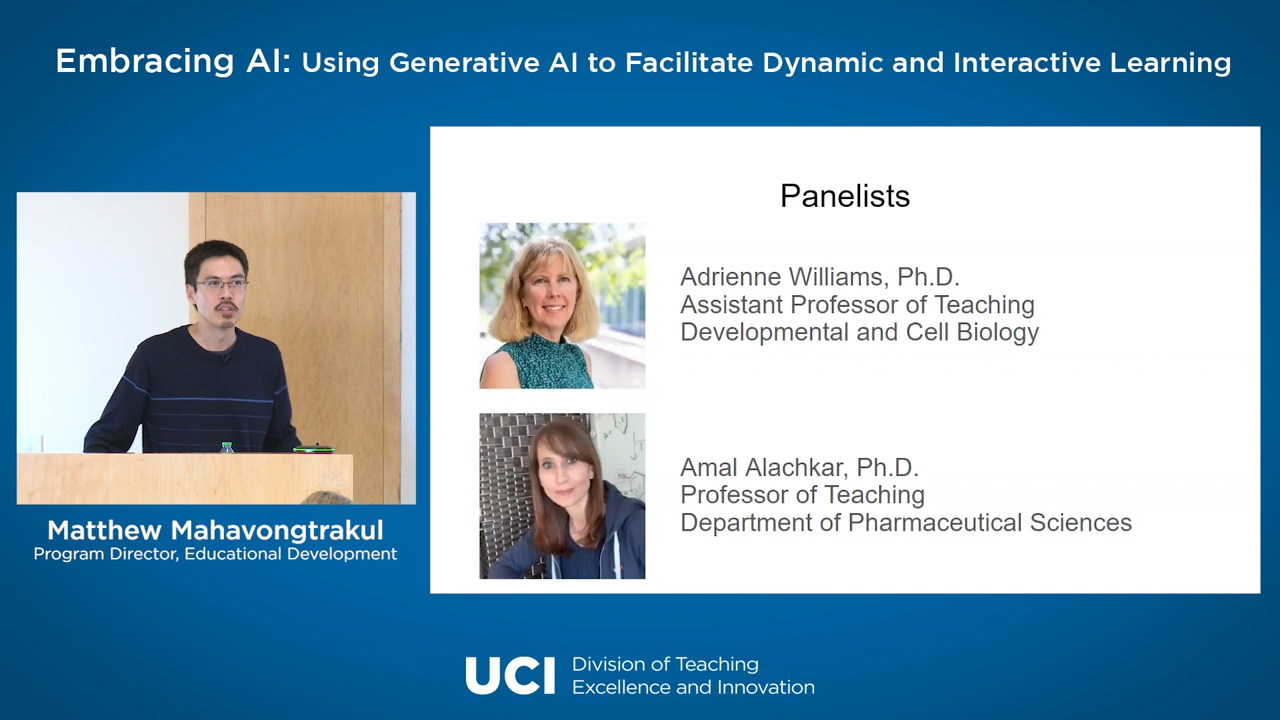 Embracing AI: Using Generative AI to Facilitate Dynamic and Interactive Learning
Panelists
Adrienne Williams, Ph.D.
Assistant Professor of Teaching
Developmental and Cell Biology
Amal Alachkar, Ph.D.
Professor of Teaching
Department of Pharmaceutical Sciences
Matthew Mahavongtrakul
Program Director, Educational Development
UCI
Division of Teaching
Excellence and Innovation